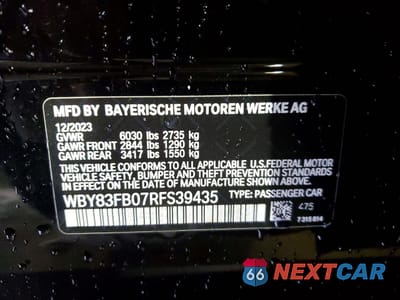 MFD BY BAYERISCHE MOTOREN WERKE AG
12/2023
GVWR 6030 lbs 2735 kg
GAWR FRONT 2844 lbs 1290 kg
GAWR REAR 3417 lbs 1550 kg
THIS VEHICLE CONFORMS TO ALL APPLICABLE U.S.FEDERAL MOTOR
VEHICLE SAFETY, BUMPER AND THEFT PREVENTION STANDARDS
IN EFFECT ON THE DATE OF MANUFACTURE SHOWN ABOVE.
WBY83FB07RFS39435 TYPE: PASSENGER CAR
475
7 315 814
66 NEXTCAR